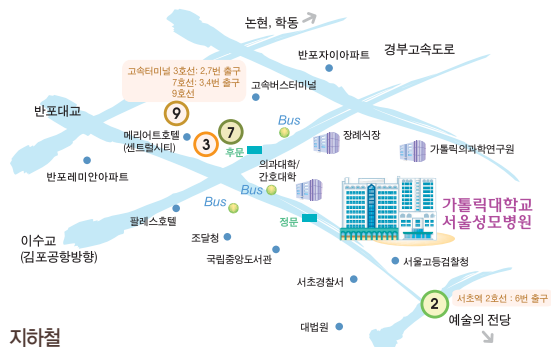 논현, 학동
반포자이아파트
경부고속도로
고속터미널 3호선: 2,7번 출구
7호선: 3,4번 출구
9호선
고속버스터미널
반포대교
9
7
3
메리어트호텔
(센트럴시티)
후문
Bus
장례식장
가톨릭의과학연구원
의과대학/
간호대학
반포레미안아파트
Bus
Bus
가톨릭대학교
서울성모병원
팔레스호텔
정문
이수교
(김포공항방향)
조달청
국립중앙도서관
서울고등검찰청
서초경찰서
2
서초역 2호선 : 6번 출구
예술의 전당
대법원
지하철